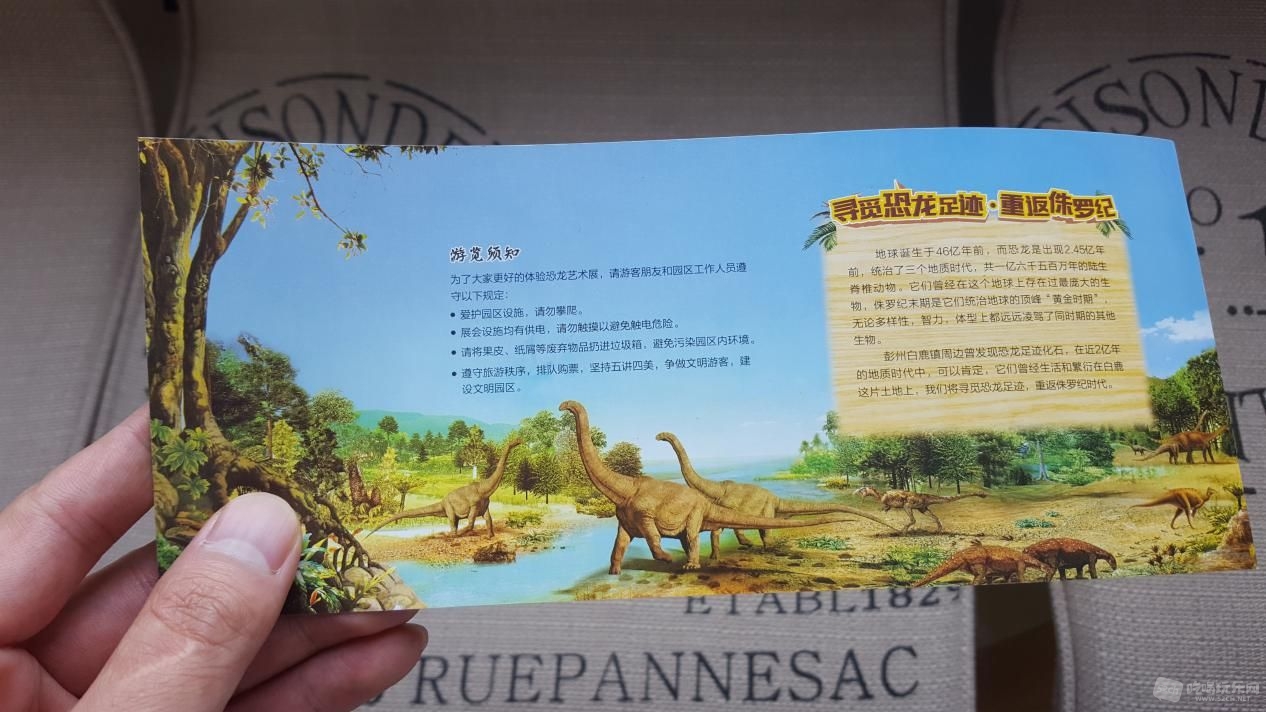 SISONDE
SISOND
寻觅恐龙足迹·重返侏罗纪
游览须知
为了大家更好的体验恐龙艺术展，请游客朋友和园区工作人员遵
守以下规定：
● 爱护园区设施，请勿攀爬。
● 展会设施均有供电，请勿触摸以避免触电危险。
● 请将果皮、纸屑等废弃物品扔进垃圾箱，避免污染园区内环境。
● 遵守旅游秩序，排队购票，坚持五讲四美，争做文明游客，建
设文明园区。
地球诞生于46亿年前，而恐龙是出现2.45亿年
前，统治了三个地质时代，共一亿六千五百万年的陆生
脊椎动物。它们曾经在这个地球上存在过最庞大的生
物，侏罗纪末期是它们统治地球的顶峰“黄金时期”，
无论多样性，智力，体型上都远远凌驾了同时期的其他
生物。
彭州白鹿镇周边曾发现恐龙足迹化石，在近2亿年
的地质时代中，可以肯定，它们曾经生活和繁衍在白鹿
这片土地上，我们将寻觅恐龙足迹，重返侏罗纪时代。
ETABL1829
RUEPANNESAC